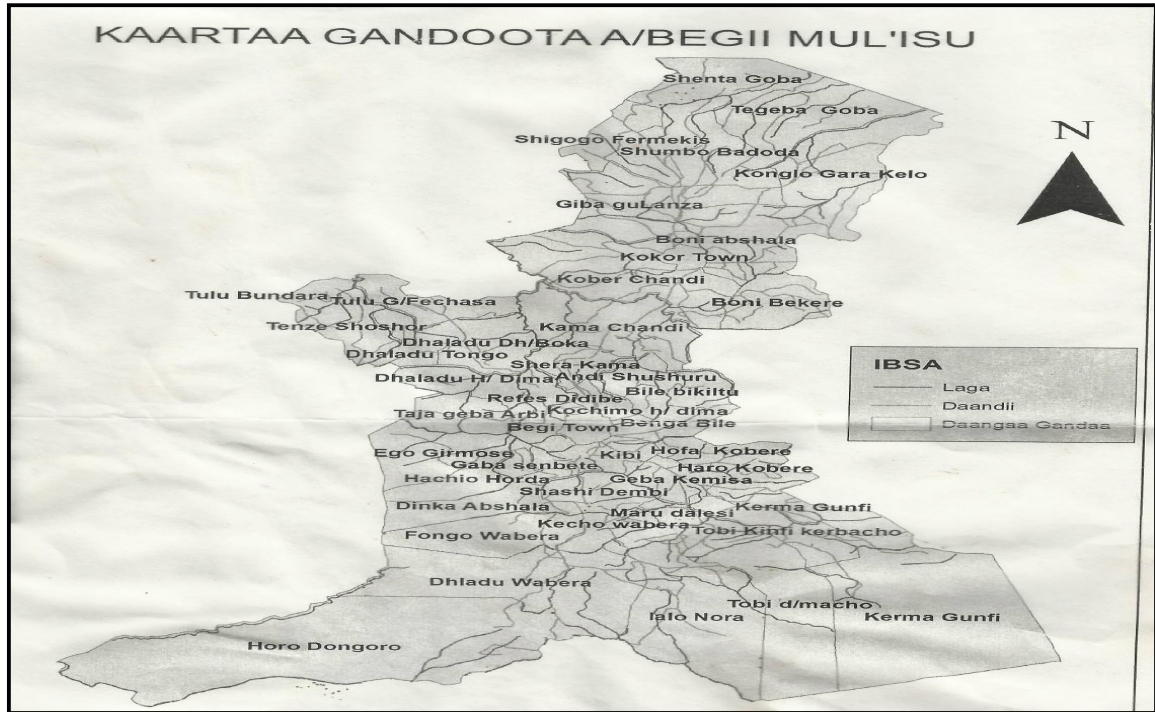 KAARTAA GANDOOTA A/BEGII MUL'ISU
Shenta Goba
Tegeba Goba
Shigogo Fermekis
Shumbo Badoda
Konglo Gara Kelo
Giba guLanza
Boni abshala
Kokor Town
Kober Chandi
Tulu Bundara
Tulu G/Fechasa
Boni Bekere
Tenze Shoshor
Kama Chandi
Dhaladu Dh/Boka
Dhaladu Tongo
Shera Kama
Dhaladu H/ Dima
Andi Shushuru
Bile bikiltu
Refes Didibe
Taja geba Arbi
Kochimo h/ dima
Begi Town
Benga Bile
Ego Girmose
Kibi
Hofa Kobere
Gaba senbete
Haro Kobere
Hachio Horda
Geba Kemisa
Shashi Dembi
Dinka Abshala
Maru dalesi
Kerma Gunfi
Kecho wabera
Tobi Kinfi kerbacho
Fongo Wabera
Dhladu Wabera
Tobi d/macho
lalo Nora
Kerma Gunfi
Horo Dongoro
N
IBSA
Laga
Daandii
Daangaa Gandaa